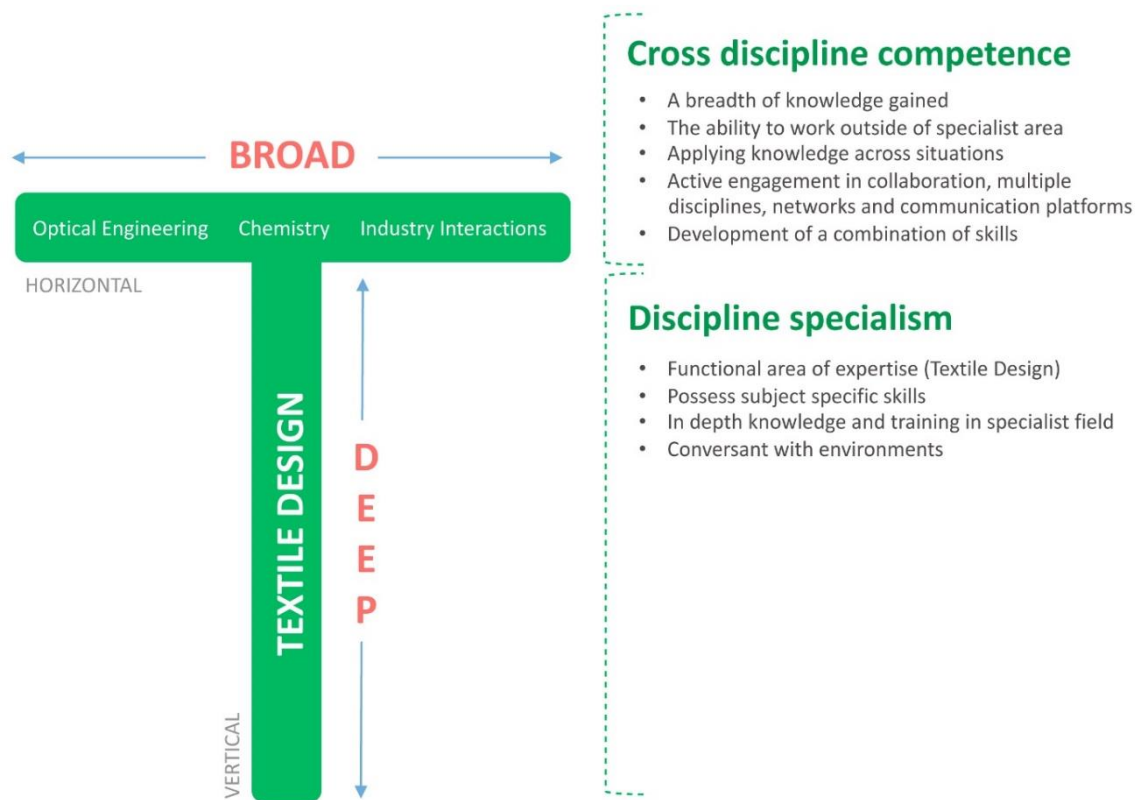 BROAD
Optical Engineering Chemistry Industry Interactions
HORIZONTAL
TEXTILE DESIGN
DEEP
VERTICAL
Cross discipline competence
• A breadth of knowledge gained
• The ability to work outside of specialist area
• Applying knowledge across situations
• Active engagement in collaboration, multiple
disciplines, networks and communication platforms
• Development of a combination of skills
Discipline specialism
• Functional area of expertise (Textile Design)
• Possess subject specific skills
• In depth knowledge and training in specialist field
• Conversant with environments